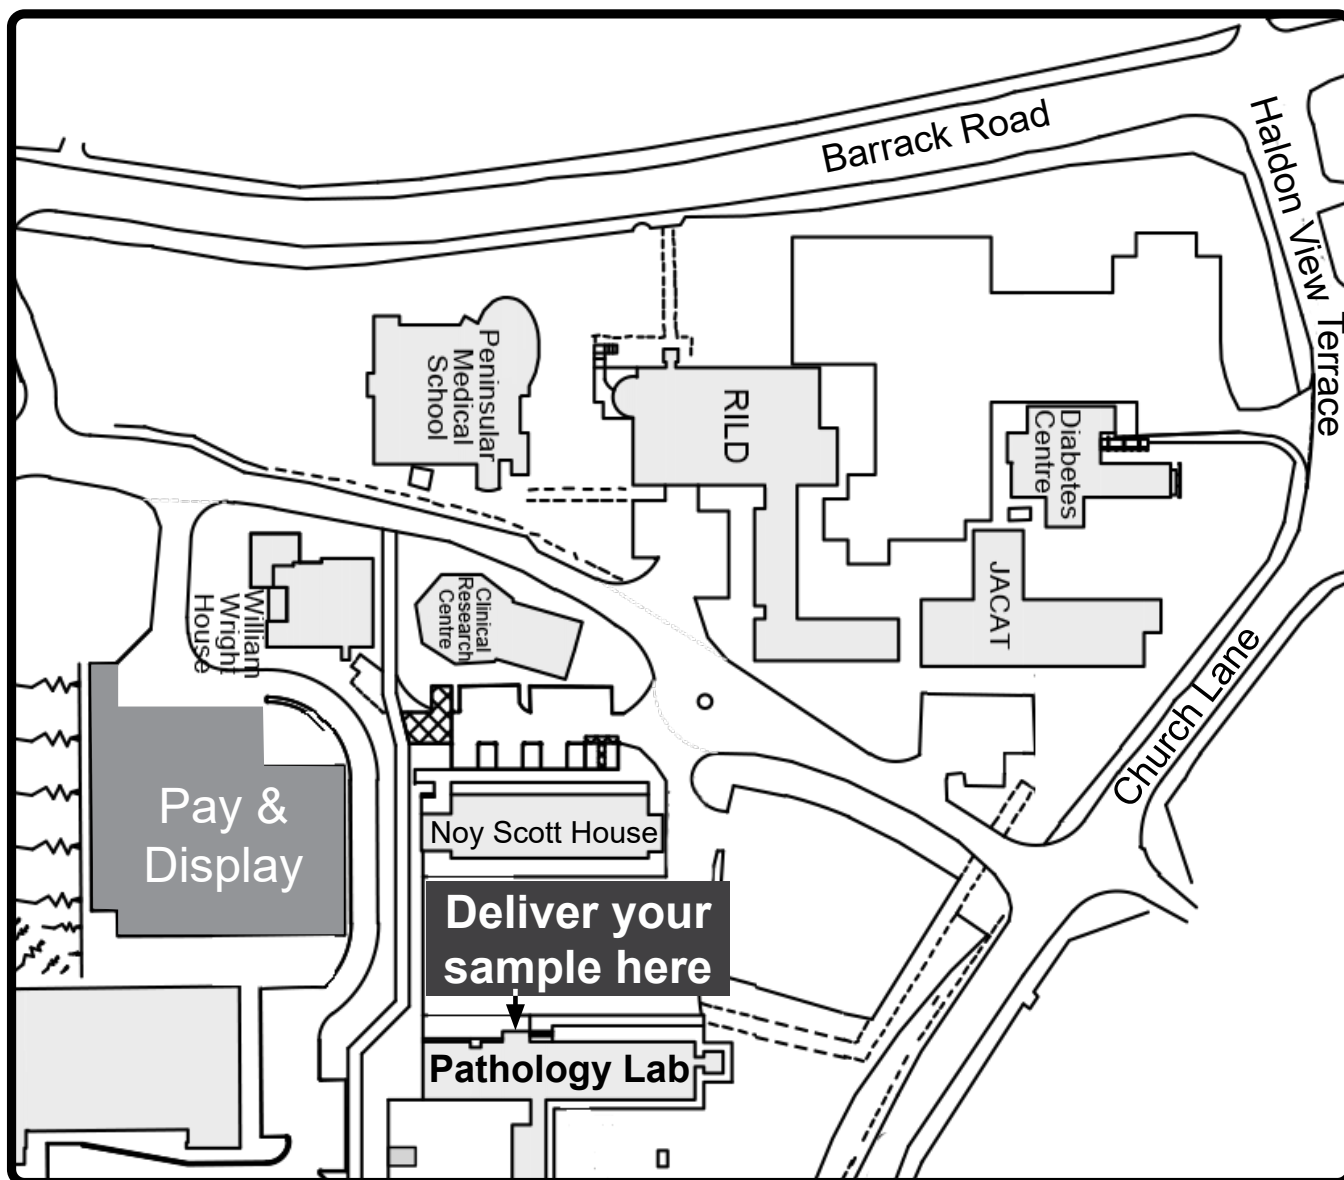 Barrack Road
Haldon View Terrace
Peninsular
Medical
School
RILD
Diabetes
Centre
JACAT
William
Wright
House
Clinical
Research
Centre
Church Lane
Pay &
Display
Noy Scott House
Deliver your
sample here
Pathology Lab